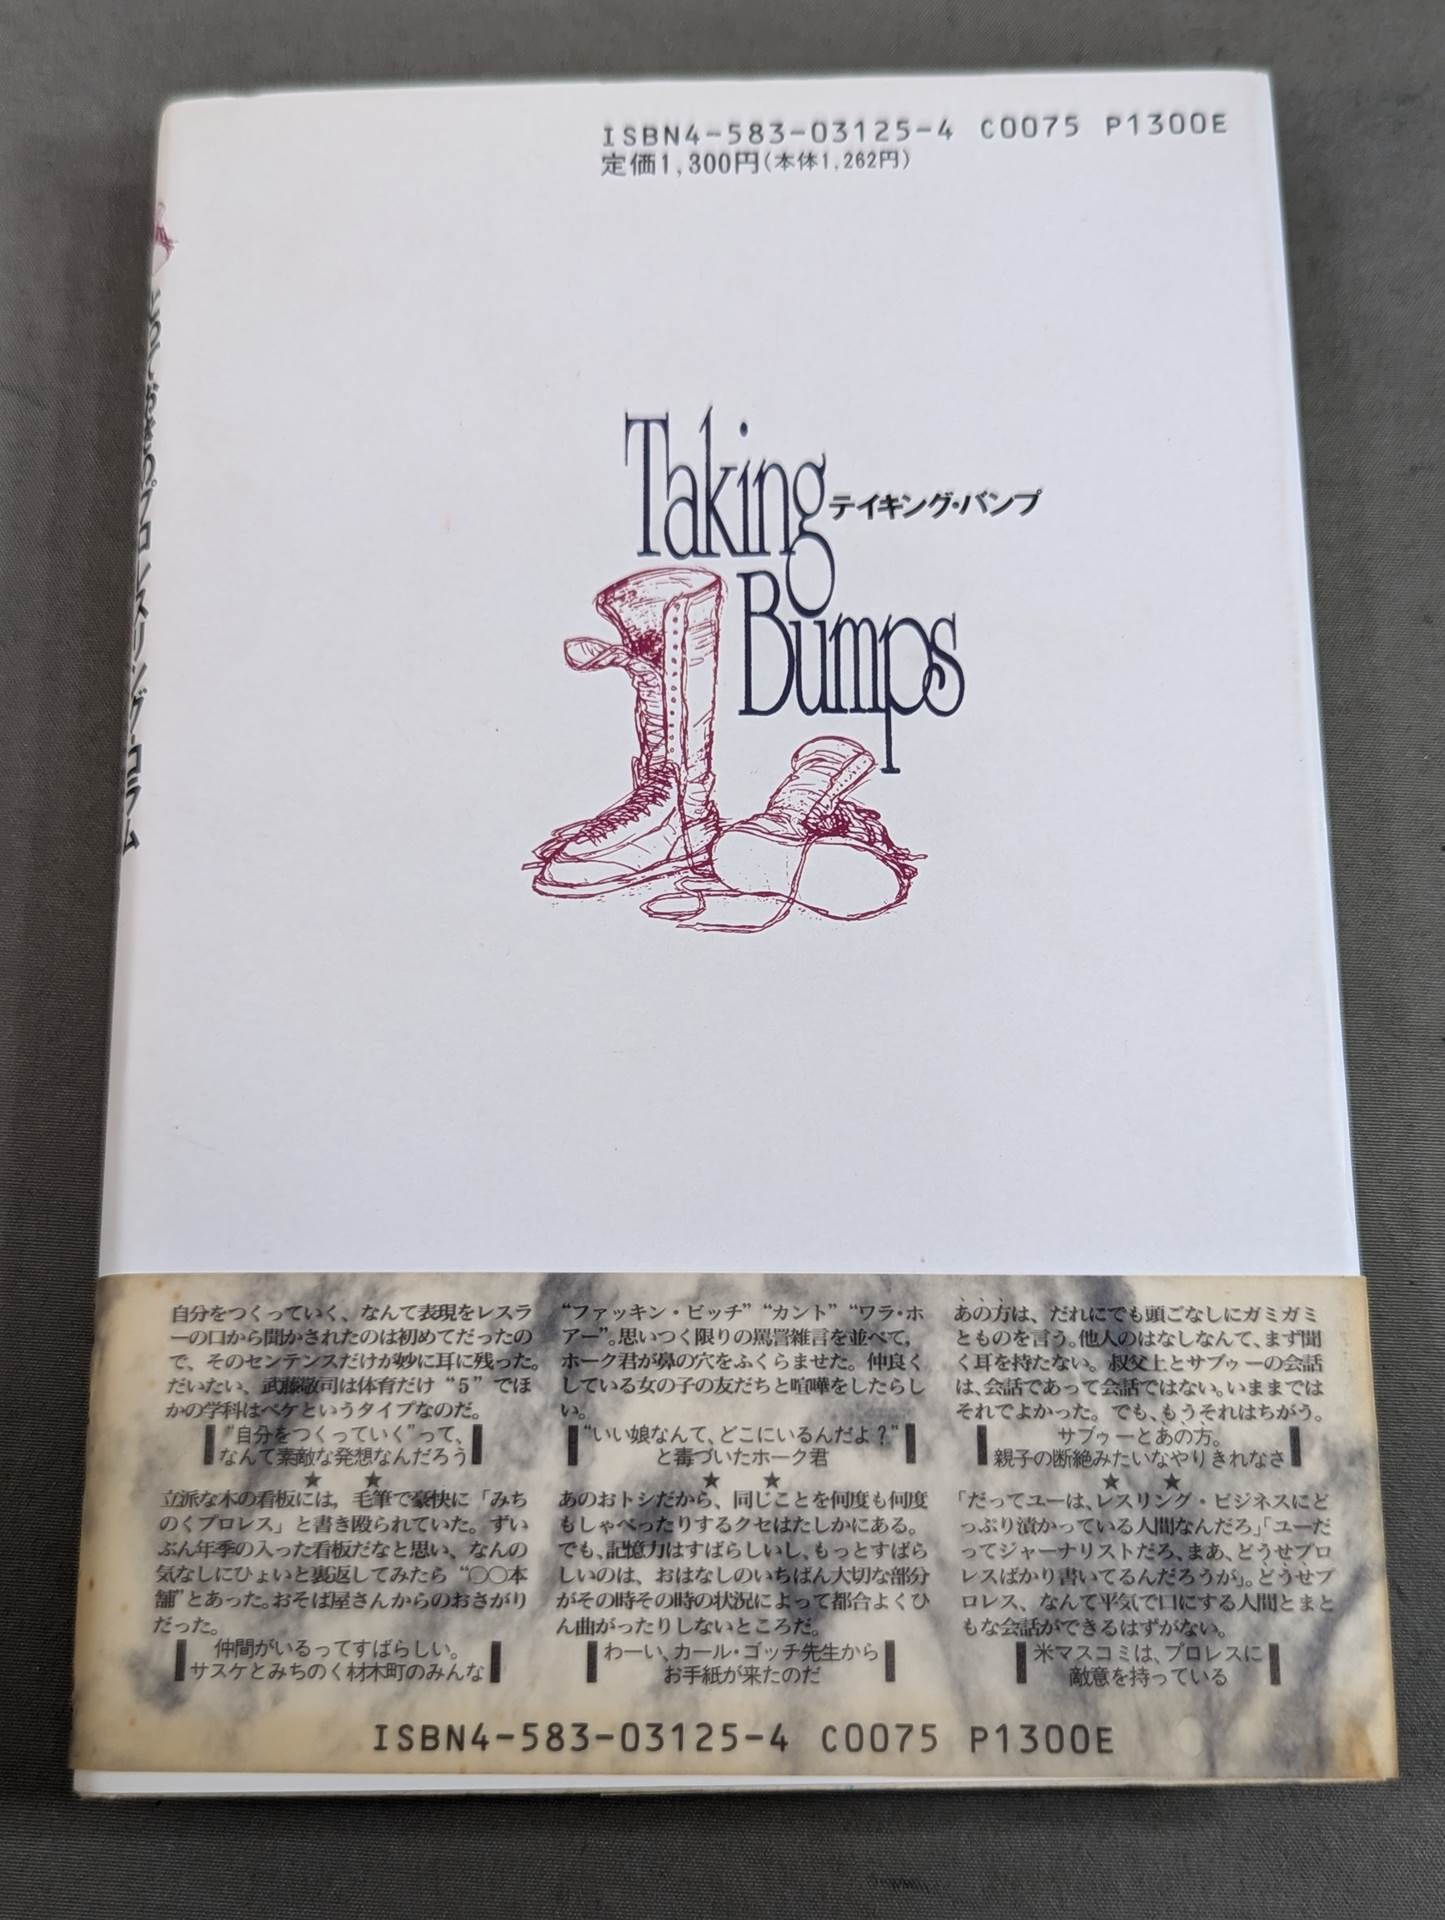 ISBN4-583-03125-4 C0075 P1300E
定価1,300円(本体1,262円)
Taking
テイキング・バンプ
Bumps
とっておきのプロレスリング・コラム
自分をつくっていく、なんて表現をレスラ
ーの口から聞かされたのは初めてだったの
で、そのセンテンスだけが妙に耳に残った。
だいたい、武藤敬司は体育だけ“5”でほ
かの学科はペケというタイプなのだ。
“自分をつくっていく”って、
なんて素敵な発想なんだろう
★ ★
立派な木の看板には，毛筆で豪快に「みち
のくプロレス」と書き殴られていた。ずい
ぶん年季の入った看板だなと思い、なんの
気なしにひょいと裏返してみたら“〇〇本
舗”とあった。おそば屋さんからのおさがり
だった。
仲間がいるってすばらしい。
サスケとみちのく材木町のみんな
“ファッキン・ビッチ”“カント”“ワラ・ホ
アー”。思いつく限りの罵詈雑言を並べて，
ホーク君が鼻の穴をふくらませた。仲良く
している女の子の友だちと喧嘩をしたらし
い。
“いい娘なんて、どこにいるんだよ？”
と毒づいたホーク君
★ ★
あのおトシだから、同じことを何度も何度
もしゃべったりするクセはたしかにある。
でも、記憶力はすばらしいし、もっとすばら
しいのは、おはなしのいちばん大切な部分
がその時その時の状況によって都合よくひ
ん曲がったりしないところだ。
わーい、カール・ゴッチ先生から
お手紙が来たのだ
あの方は、だれにでも頭ごなしにガミガミ
とものを言う。他人のはなしなんて、まず聞
く耳を持たない。叔父上とサブゥーの会話
は、会話であって会話ではない。いままでは
それでよかった。でも、もうそれはちがう。
サブゥーとあの方。
親子の断絶みたいなやりきれなさ
★ ★
「だってユーは、レスリング・ビジネスにど
っぷり漬かっている人間なんだろ」「ユーだ
ってジャーナリストだろ、まあ、どうせプロ
レスばかり書いてるんだろうが」。どうせプ
ロレス、なんて平気で口にする人間とまと
もな会話ができるはずがない。
米マスコミは、プロレスに
敵意を持っている
ISBN4-583-03125-4 C0075 P1300E